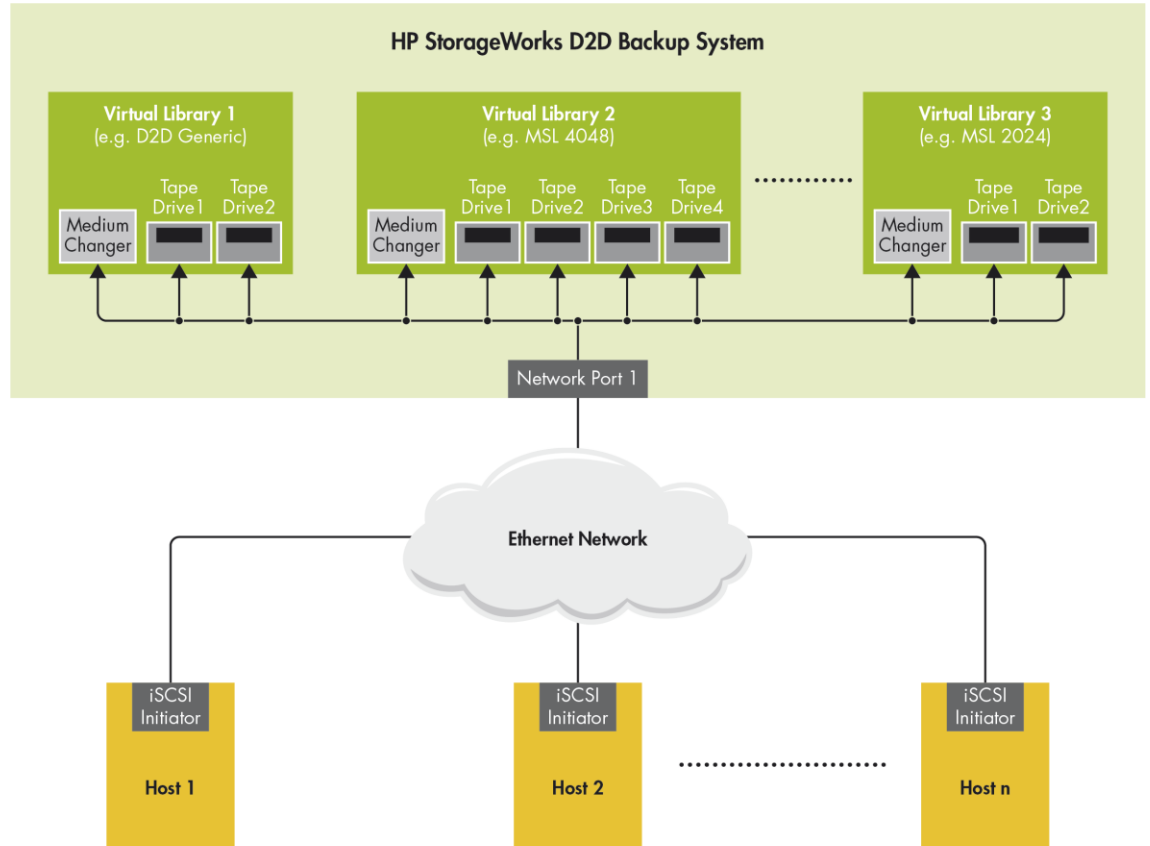 HP StorageWorks D2D Backup System
Virtual Library 1
(e.g. D2D Generic)
Tape
Drive1
Tape
Drive2
Medium
Changer
Virtual Library 2
(e.g. MSL 4048)
Tape
Drive1
Tape
Drive2
Tape
Drive3
Tape
Drive4
Medium
Changer
Virtual Library 3
(e.g. MSL 2024)
Tape
Drive1
Tape
Drive2
Medium
Changer
Network Port 1
Ethernet Network
iSCSI
Initiator
Host 1
iSCSI
Initiator
Host 2
iSCSI
Initiator
Host n